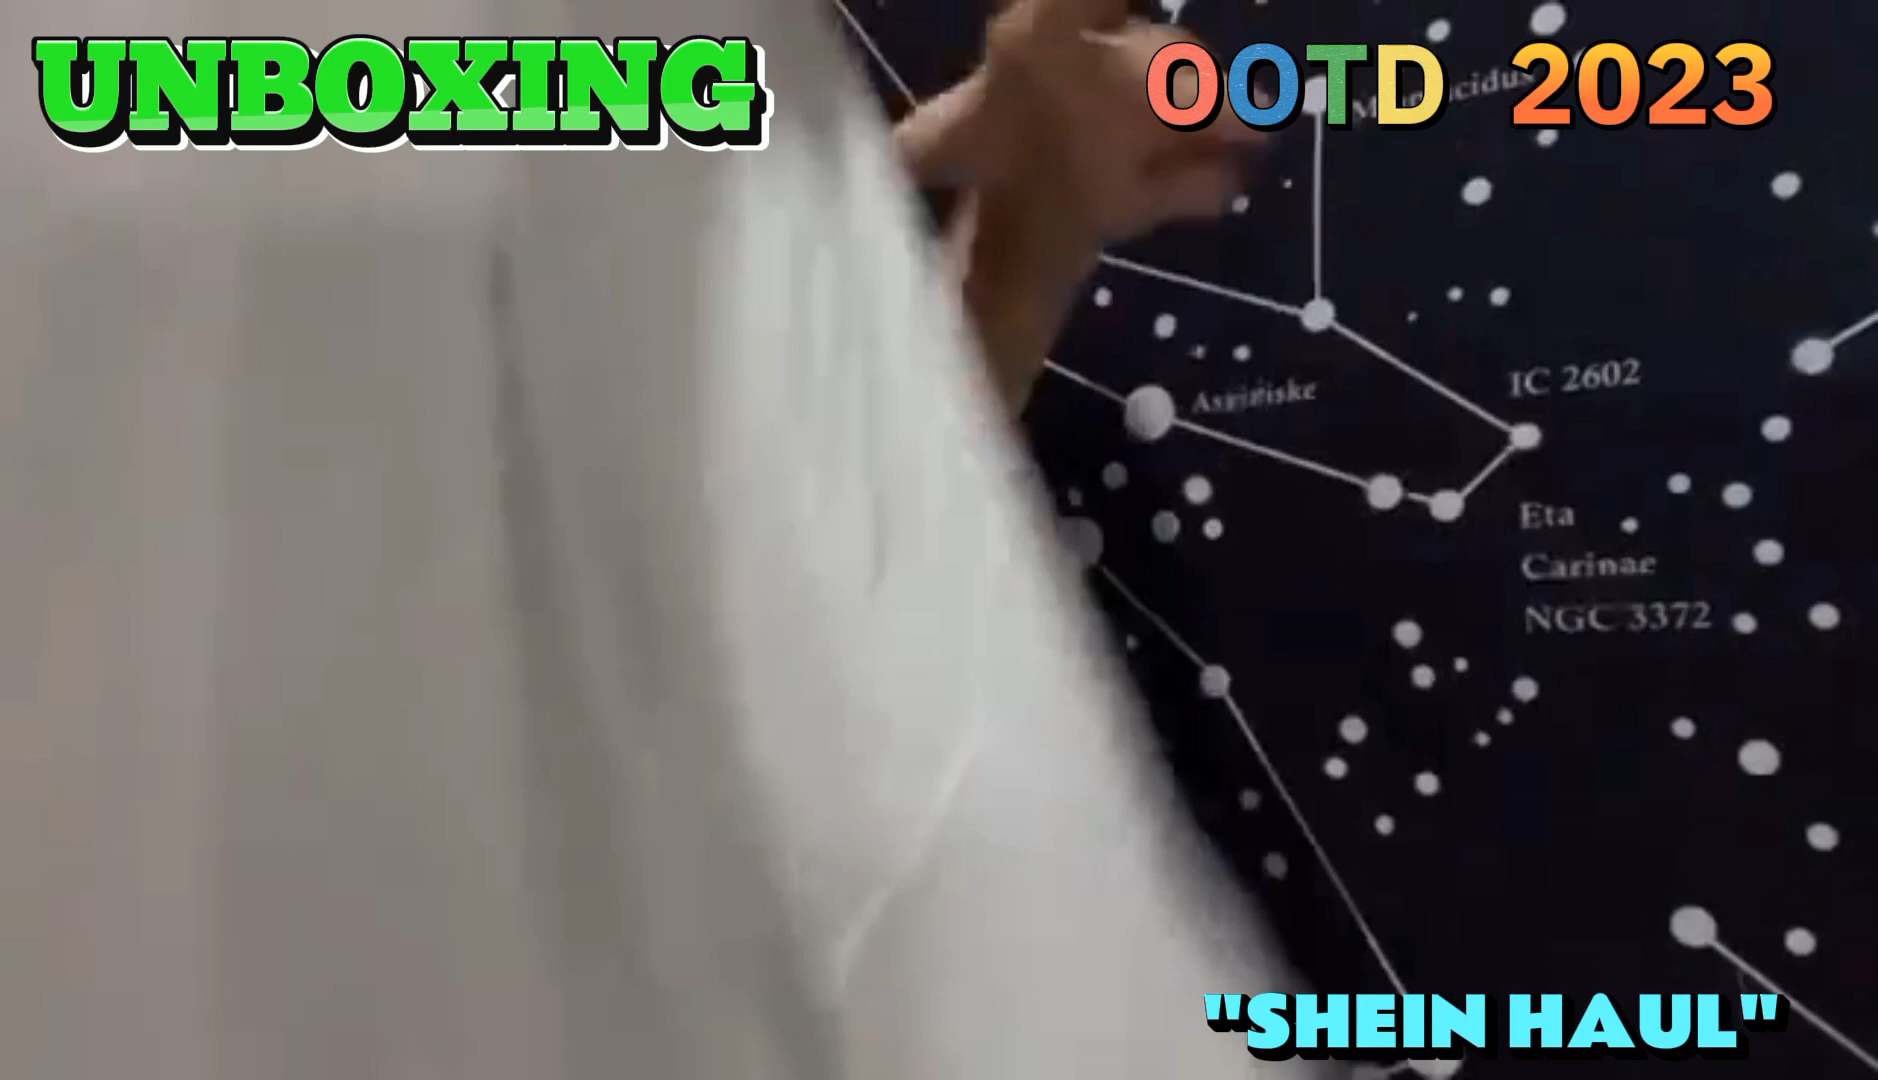 UNBOXING
OOTD 2023
IC 2602
Eta
Carinae
NGC 3372
"SHEIN HAUL"